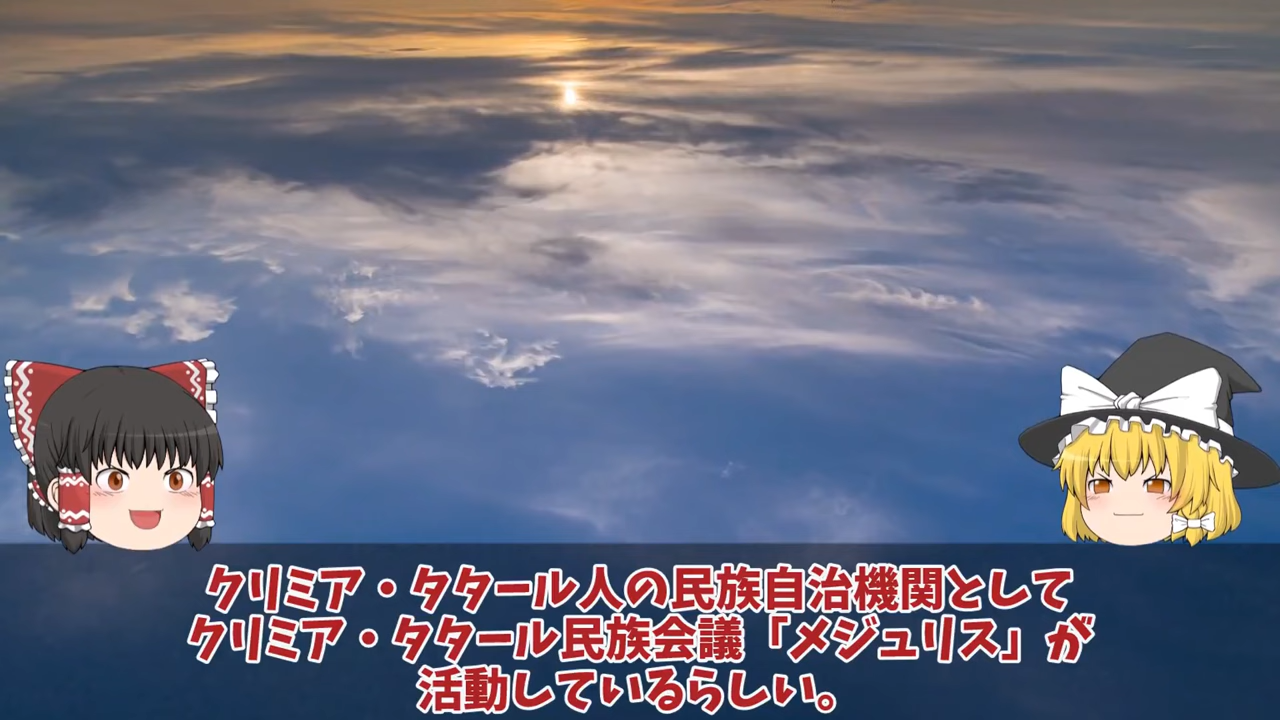 クリミア・タタール人の民族自治機関として
クリミア・タタール民族会議「メジュリス」が
活動しているらしい。